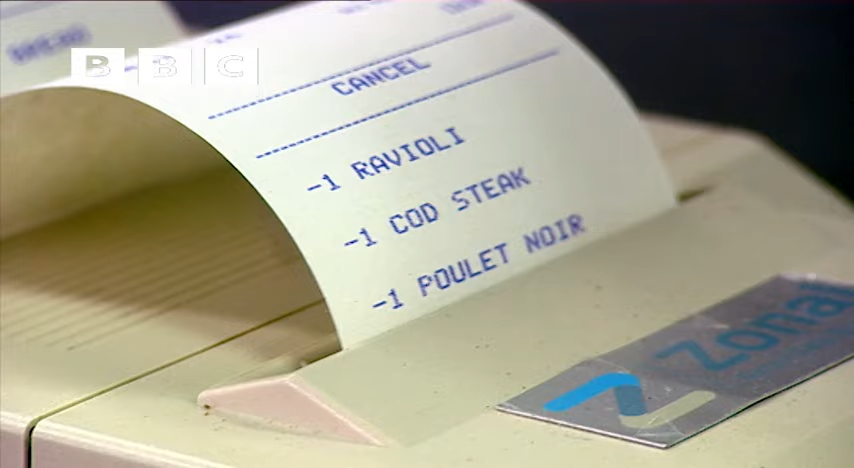 BBC
CANCEL
-1 RAVIOLI
-1 COD STEAK
-1 POULET NOIR
Zonal